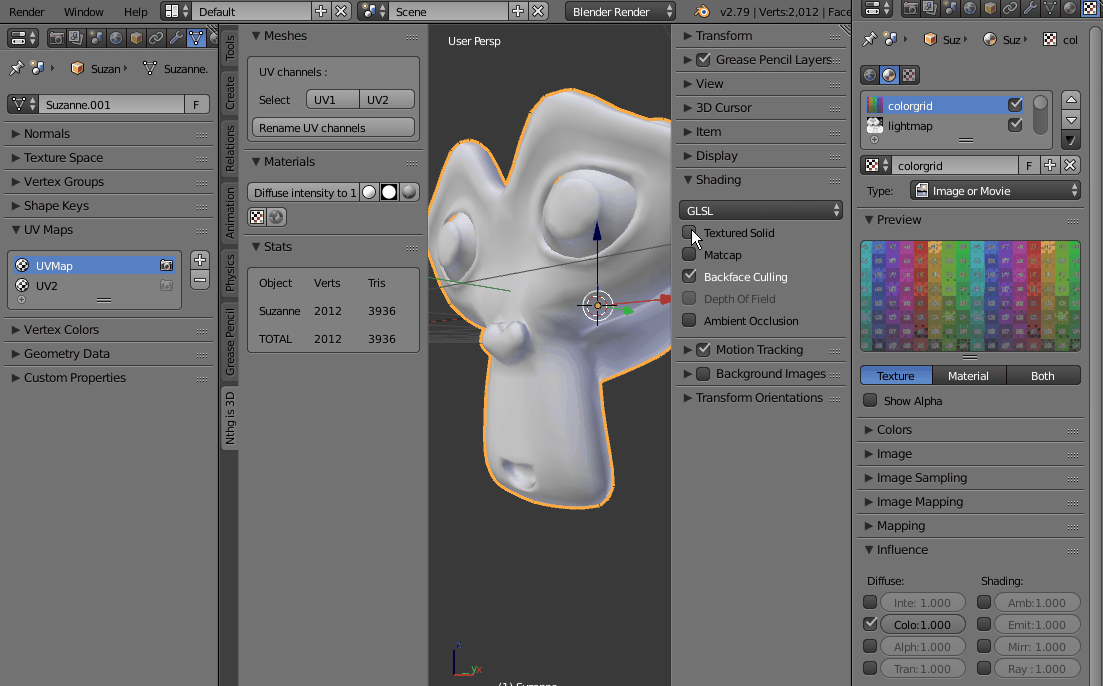 Render Window Help Default Scene Blender Render v2.79 | Verts:2,012 | Face
Suzan Suzanne.
Suzanne.001 F
Normals
Texture Space
Vertex Groups
Shape Keys
UV Maps
UVMap
UV2
Vertex Colors
Geometry Data
Custom Properties
Tools
Create
Relations
Animation
Physics
Grease Pencil
Nthg is 3D
Meshes
UV channels :
Select UV1 UV2
Rename UV channels
Materials
Diffuse intensity to 1
Stats
Object Verts Tris
Suzanne 2012 3936
TOTAL 2012 3936
User Persp
(1) Suzanne
z
y x
Transform
Grease Pencil Layers
View
3D Cursor
Item
Display
Shading
GLSL
Textured Solid
Matcap
Backface Culling
Depth Of Field
Ambient Occlusion
Motion Tracking
Background Images
Transform Orientations
Suz Suz col
colorgrid
lightmap
colorgrid F
Type: Image or Movie
Preview
Texture Material Both
Show Alpha
Colors
Image
Image Sampling
Image Mapping
Mapping
Influence
Diffuse: Shading:
Inte: 1.000 Amb:1.000
Colo:1.000 Emit:1.000
Alph:1.000 Mirr: 1.000
Tran:1.000 Ray :1.000